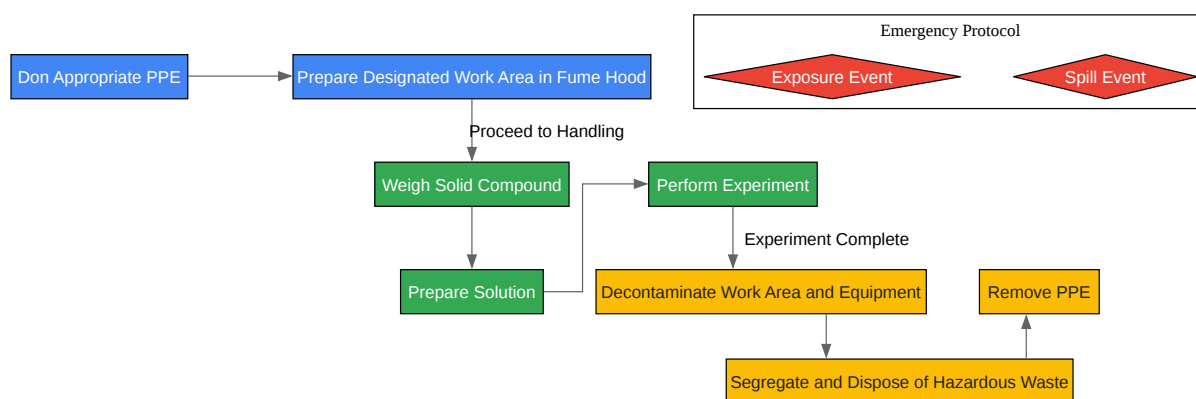 Emergency Protocol
Don Appropriate PPE
Prepare Designated Work Area in Fume Hood
Exposure Event
Spill Event
Proceed to Handling
Weigh Solid Compound
Perform Experiment
Experiment Complete
Prepare Solution
Decontaminate Work Area and Equipment
Remove PPE
Segregate and Dispose of Hazardous Waste